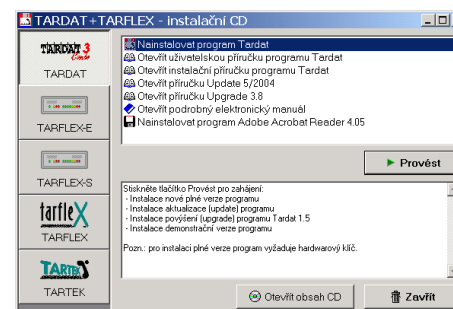 TARDAT+TARFLEX - instalační CD
TARDAT 3
TARDAT
TARFLEX-E
TARFLEX-S
tarfleX
TARFLEX
TARTEK
TARTEK
Nainstalovat program Tardat
Otevřít uživatelskou příručku programu Tardat
Otevřít instalační příručku programu Tardat
Otevřít příručku Update 5/2004
Otevřít příručku Upgrade 3.8
Otevřít podrobný elektronický manuál
Nainstalovat program Adobe Acrobat Reader 4.05
Provést
Stiskněte tlačítko Provést pro zahájení:
- Instalace nové plné verze programu
- Instalace aktualizace (update) programu
- Instalace povýšení (upgrade) programu Tardat 1.5
- Instalace demonstrační verze programu
Pozn.: pro instalaci plné verze program vyžaduje hardwarový klíč.
Otevřít obsah CD
Zavřít